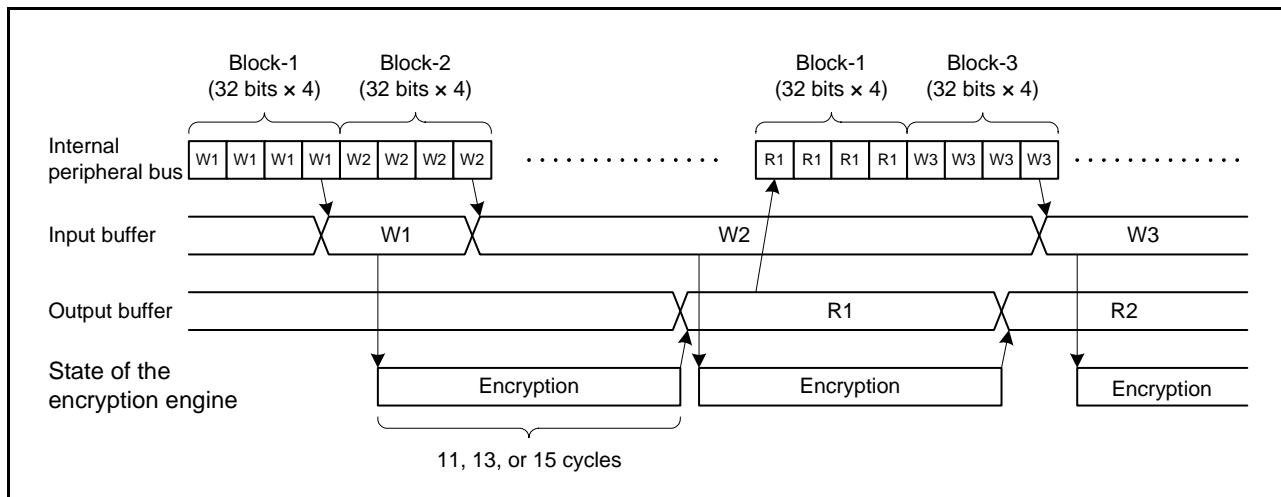 Block-1 Block-2 Block-1 Block-3
(32 bits × 4) (32 bits × 4) (32 bits × 4) (32 bits × 4)
Internal peripheral bus
W1 W1 W1 W1 W2 W2 W2 W2 R1 R1 R1 R1 W3 W3 W3 W3
Input buffer W1 W2 W3
Output buffer R1 R2
State of the
encryption engine
Encryption Encryption Encryption
11, 13, or 15 cycles